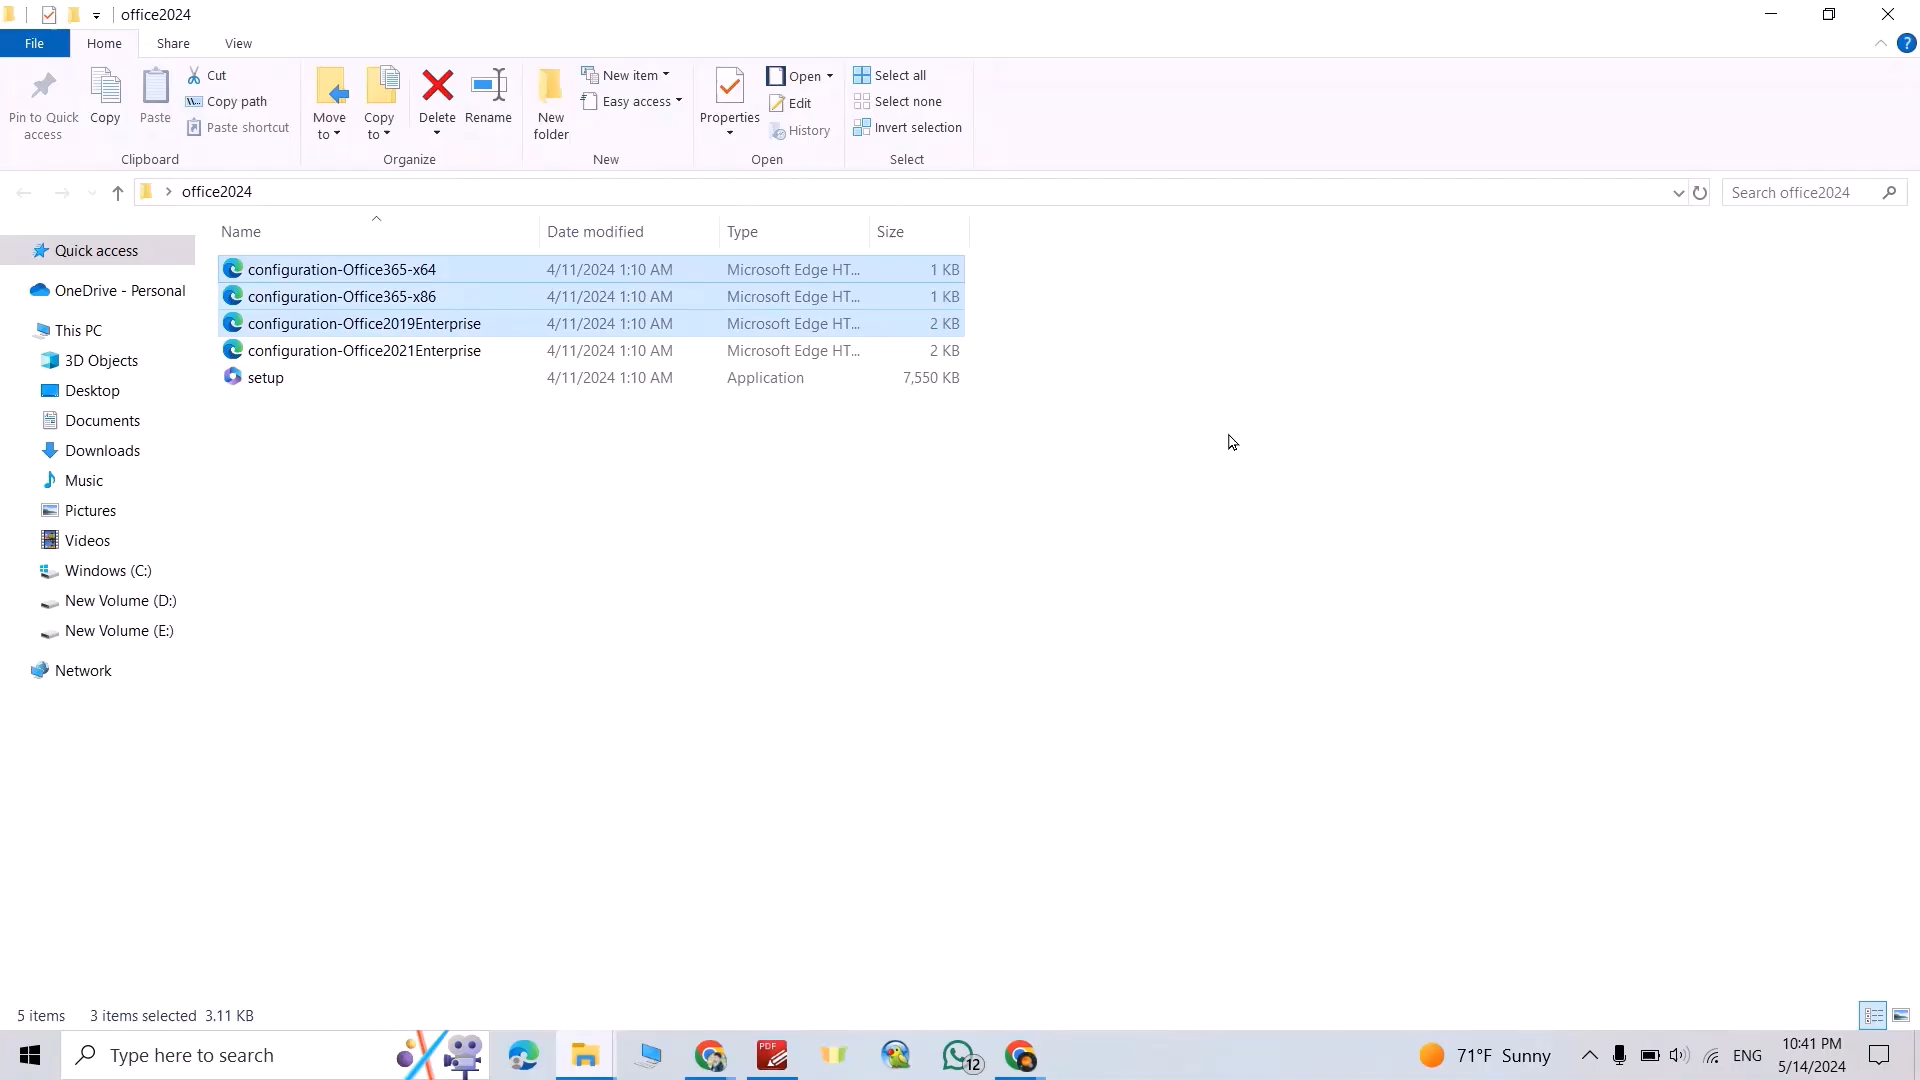 office2024
File Home Share View
Pin to Quick access
Copy
Paste
Cut
Copy path
Paste shortcut
Clipboard
Move to
Copy to
Delete
Rename
Organize
New folder
New item
Easy access
New
Properties
Open
Edit
History
Open
Select all
Select none
Invert selection
Select
office2024
Search office2024
Name Date modified Type Size
configuration-Office365-x64 4/11/2024 1:10 AM Microsoft Edge HT... 1 KB
configuration-Office365-x86 4/11/2024 1:10 AM Microsoft Edge HT... 1 KB
configuration-Office2019Enterprise 4/11/2024 1:10 AM Microsoft Edge HT... 2 KB
configuration-Office2021Enterprise 4/11/2024 1:10 AM Microsoft Edge HT... 2 KB
setup 4/11/2024 1:10 AM Application 7,550 KB
Quick access
OneDrive - Personal
This PC
3D Objects
Desktop
Documents
Downloads
Music
Pictures
Videos
Windows (C:)
New Volume (D:)
New Volume (E:)
Network
5 items 3 items selected 3.11 KB
Type here to search
PDF
12
71°F Sunny
ENG
10:41 PM
5/14/2024